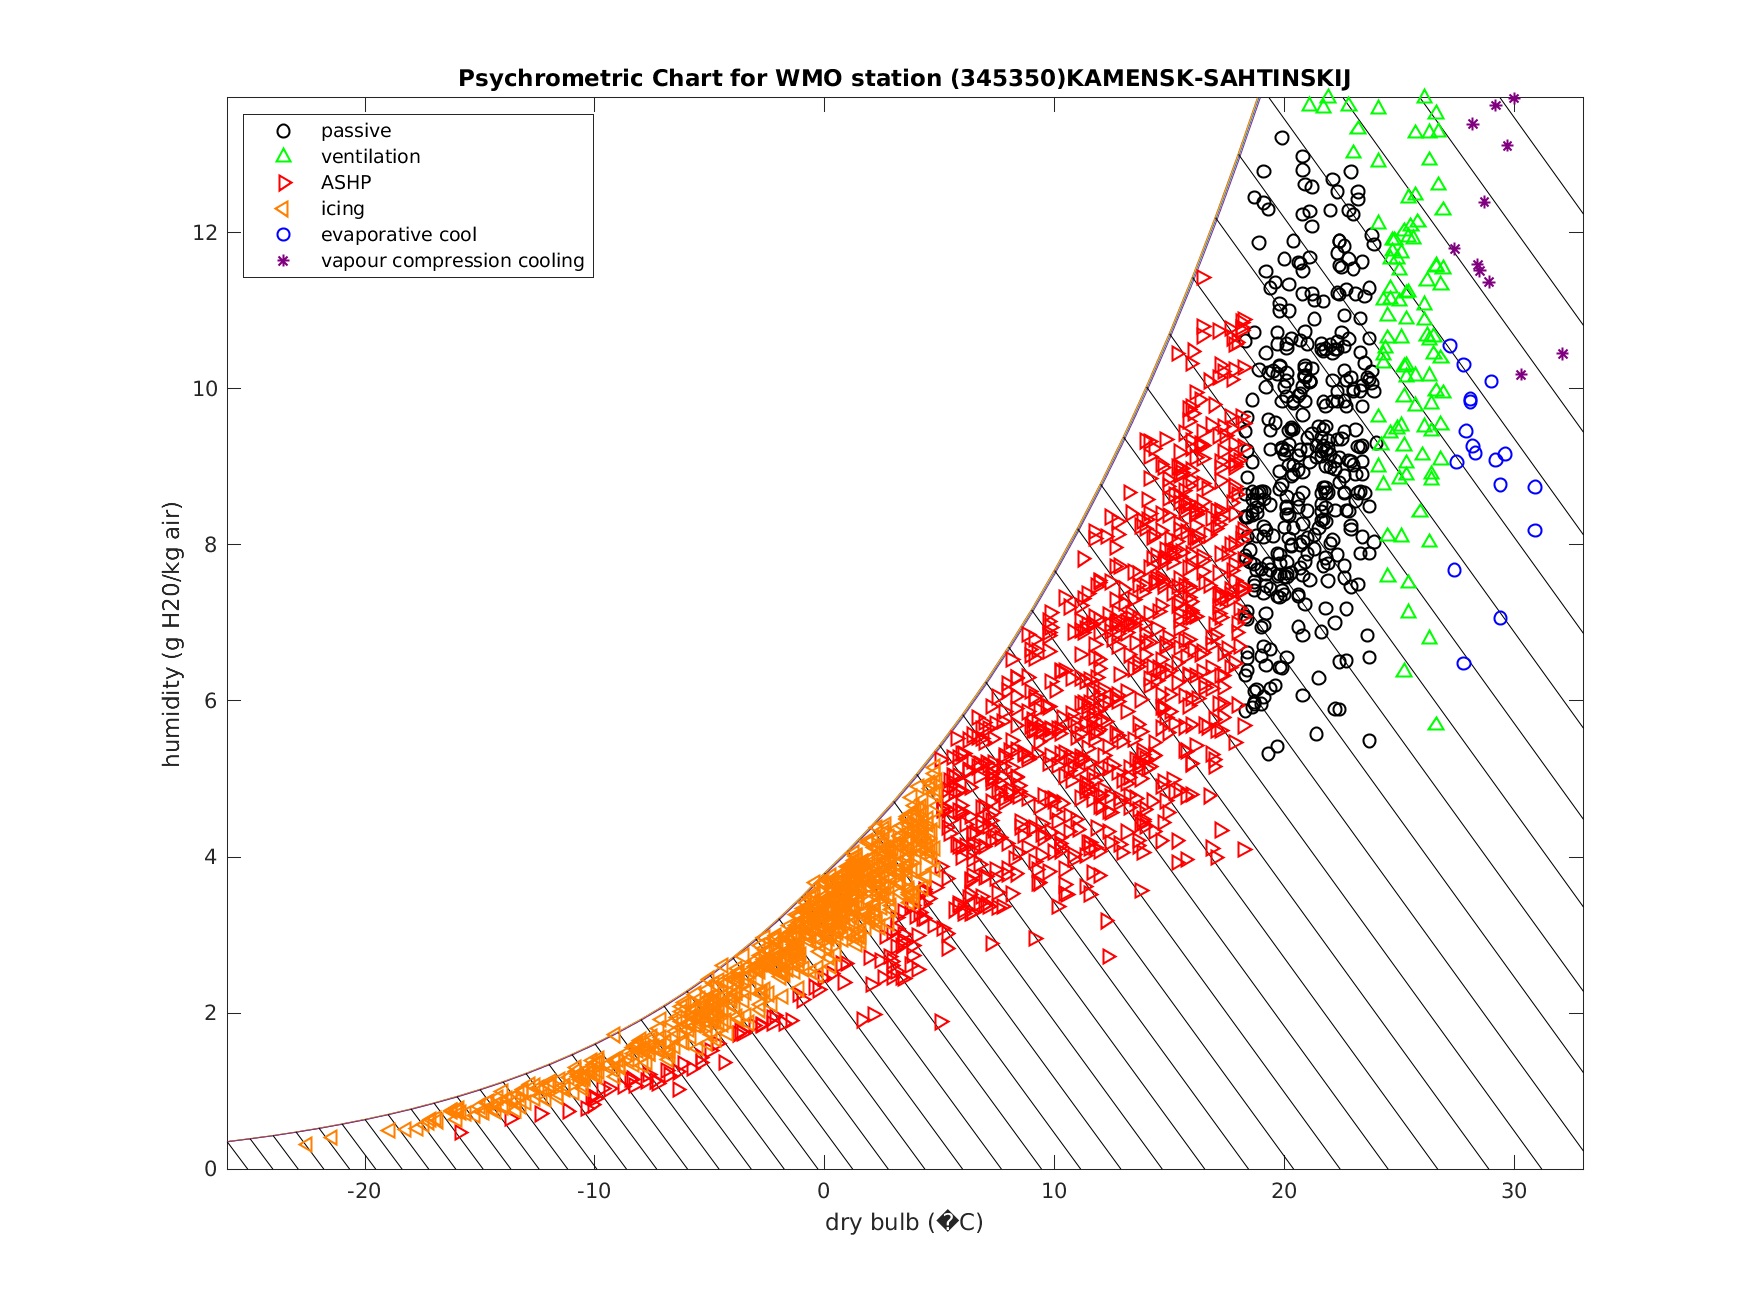 Psychrometric Chart for WMO station (345350)KAMENSK-SAHTINSKIJ
passive
ventilation
ASHP
icing
evaporative cool
vapour compression cooling
humidity (g H20/kg air)
12
10
8
6
4
2
0
-20
-10
0
10
20
30
dry bulb (�C)